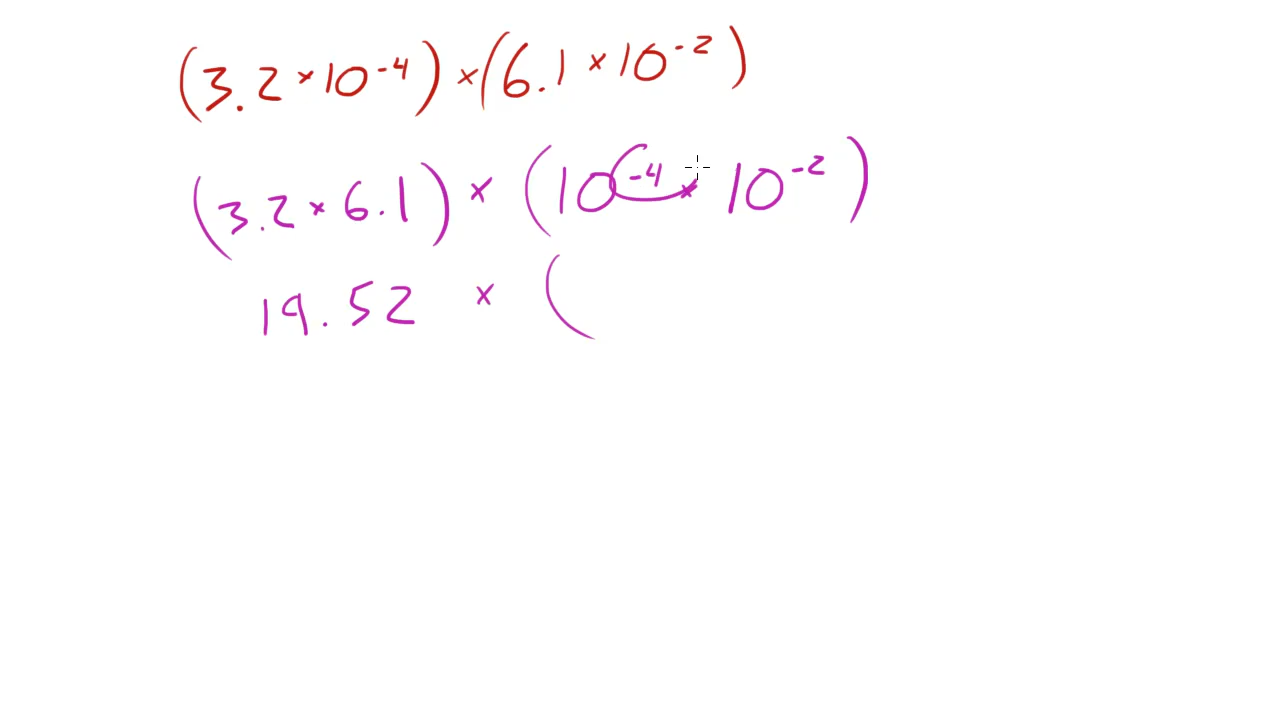 (3.2 × 10⁻⁴) × (6.1 × 10⁻²)
(3.2 × 6.1) × (10⁻⁴ × 10⁻²)
19.52 × (